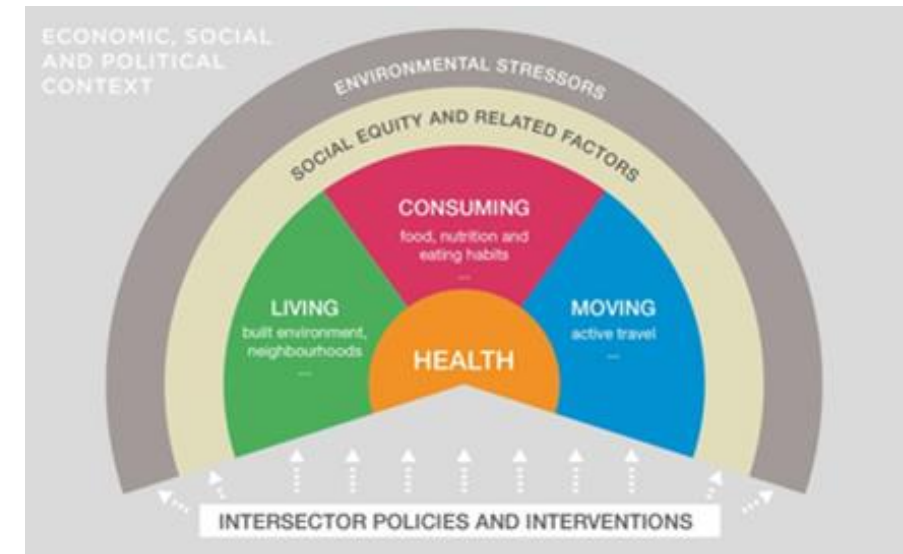 ECONOMIC, SOCIAL
AND POLITICAL
CONTEXT
ENVIRONMENTAL STRESSORS
SOCIAL EQUITY AND RELATED FACTORS
CONSUMING
food, nutrition and
eating habits
...
LIVING
built environment,
neighbourhoods
...
MOVING
active travel
...
HEALTH
INTERSECTOR POLICIES AND INTERVENTIONS